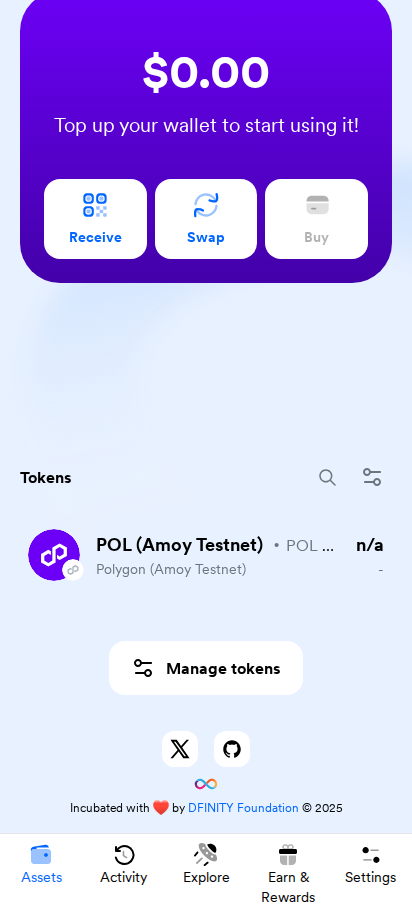 $0.00
Top up your wallet to start using it!
Receive
Swap
Buy
Tokens
POL (Amoy Testnet) • POL ... n/a
Polygon (Amoy Testnet) -
Manage tokens
Incubated with ❤️ by DFINITY Foundation © 2025
Assets
Activity
Explore
Earn &
Rewards
Settings